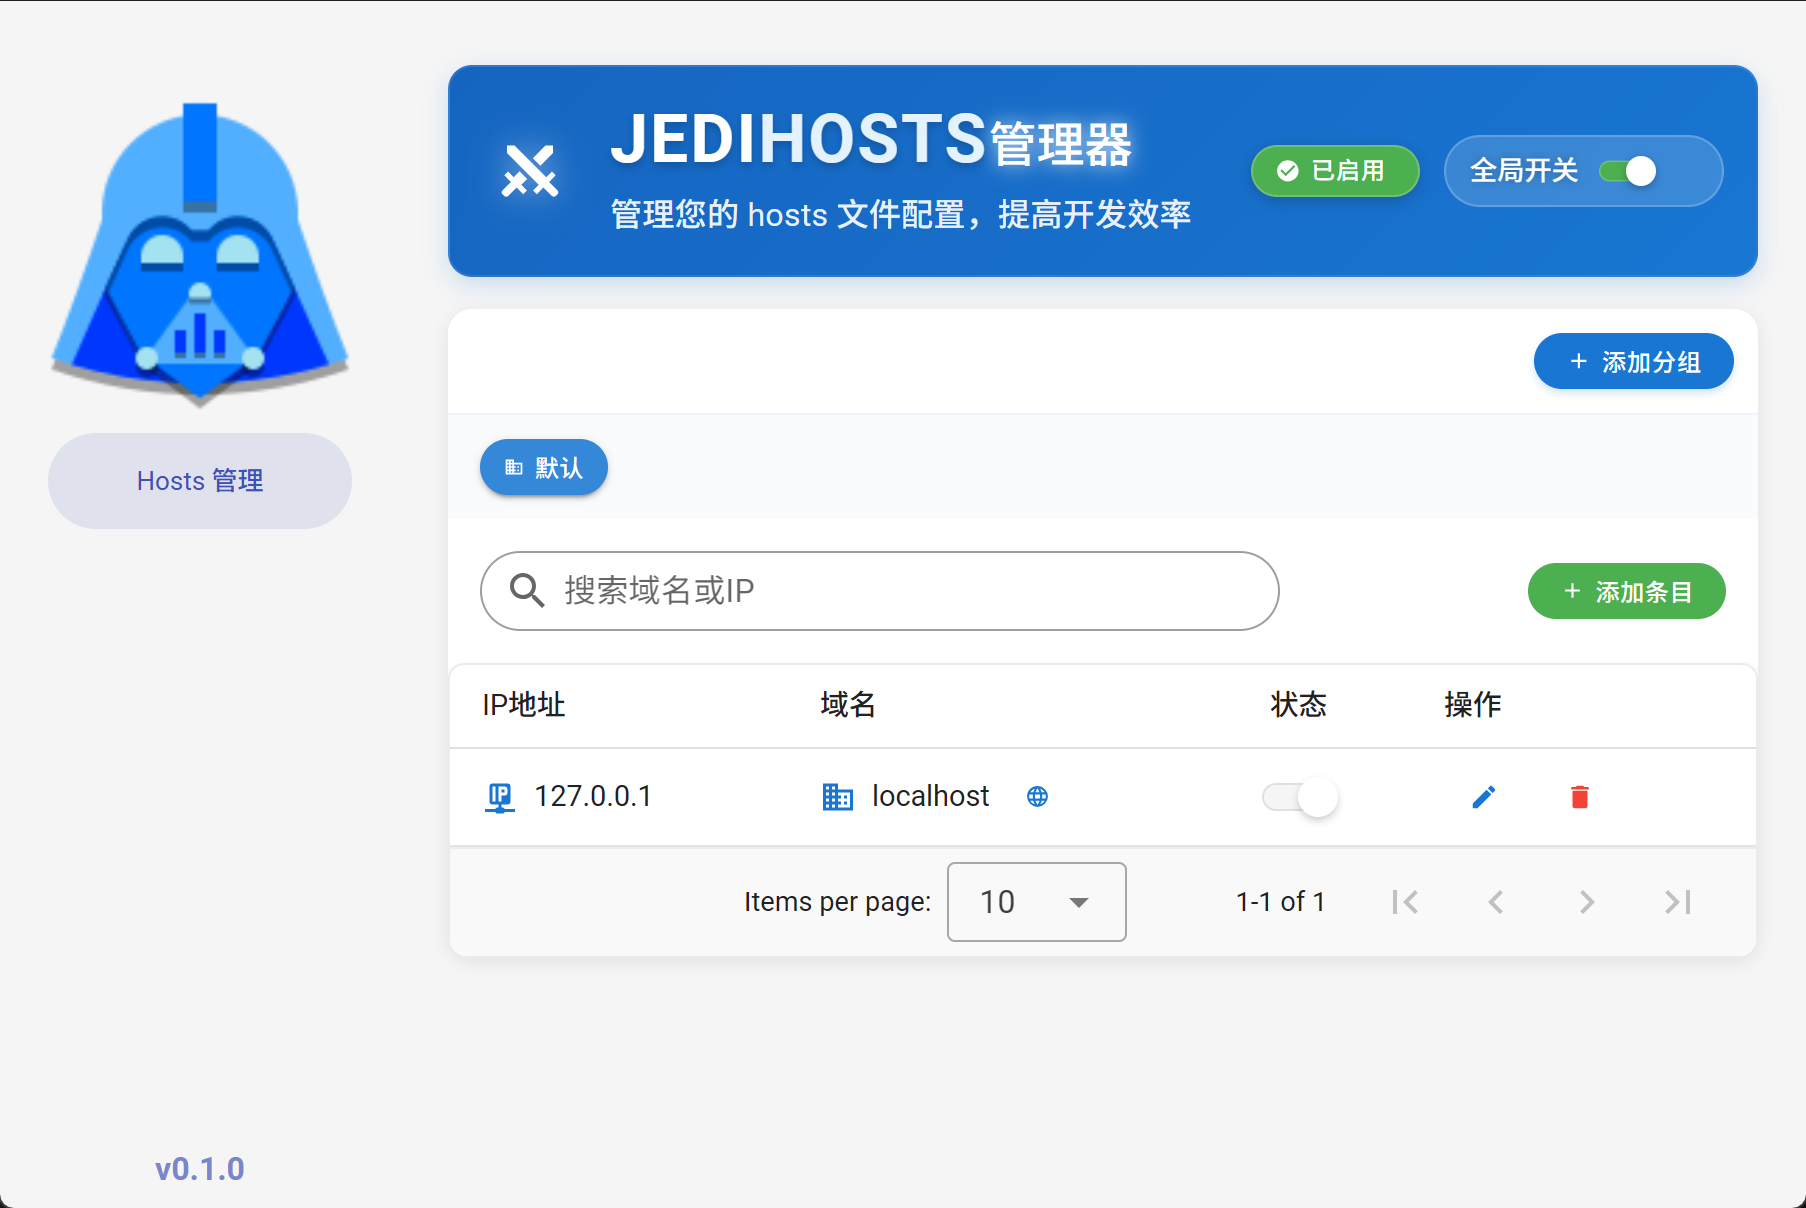 JEDIHOSTS管理器
管理您的 hosts 文件配置，提高开发效率
已启用
全局开关
Hosts 管理
添加分组
默认
搜索域名或IP
添加条目
IP地址 域名 状态 操作
IP 127.0.0.1 localhost
Items per page: 10 1-1 of 1
v0.1.0